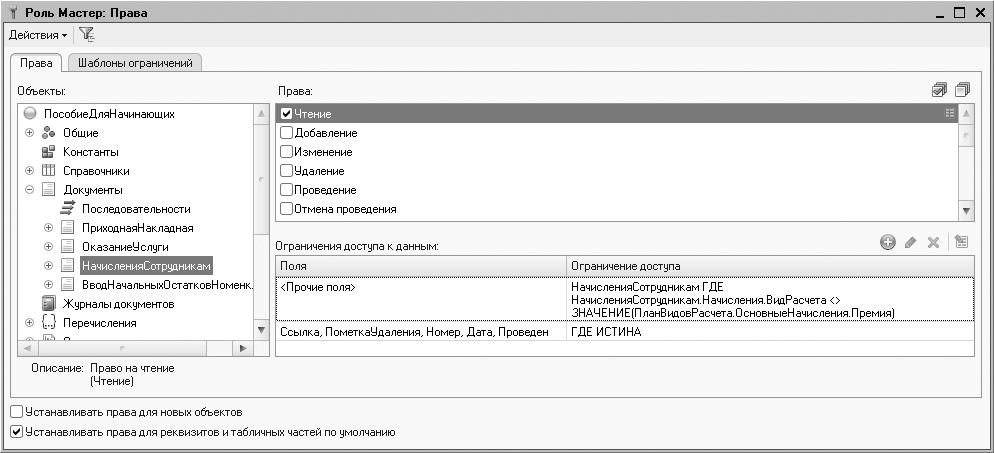 Роль Мастер: Права
Действия
Права
Шаблоны ограничений
Объекты:
ПособиеДляНачинающих
Общие
Константы
Справочники
Документы
Последовательности
ПриходнаяНакладная
ОказаниеУслуги
НачисленияСотрудникам
ВводНачальныхОстатковНоменк.
Журналы документов
Перечисления
Описание: Право на чтение
(Чтение)
Права:
Чтение
Добавление
Изменение
Удаление
Проведение
Отмена проведения
Ограничения доступа к данным:
Поля Ограничение доступа
<Прочие поля> НачисленияСотрудникам ГДЕ
НачисленияСотрудникам.Начисления.ВидРасчета <>
ЗНАЧЕНИЕ(ПланВидовРасчета.ОсновныеНачисления.Премия)
Ссылка, ПометкаУдаления, Номер, Дата, Проведен ГДЕ ИСТИНА
Устанавливать права для новых объектов
Устанавливать права для реквизитов и табличных частей по умолчанию